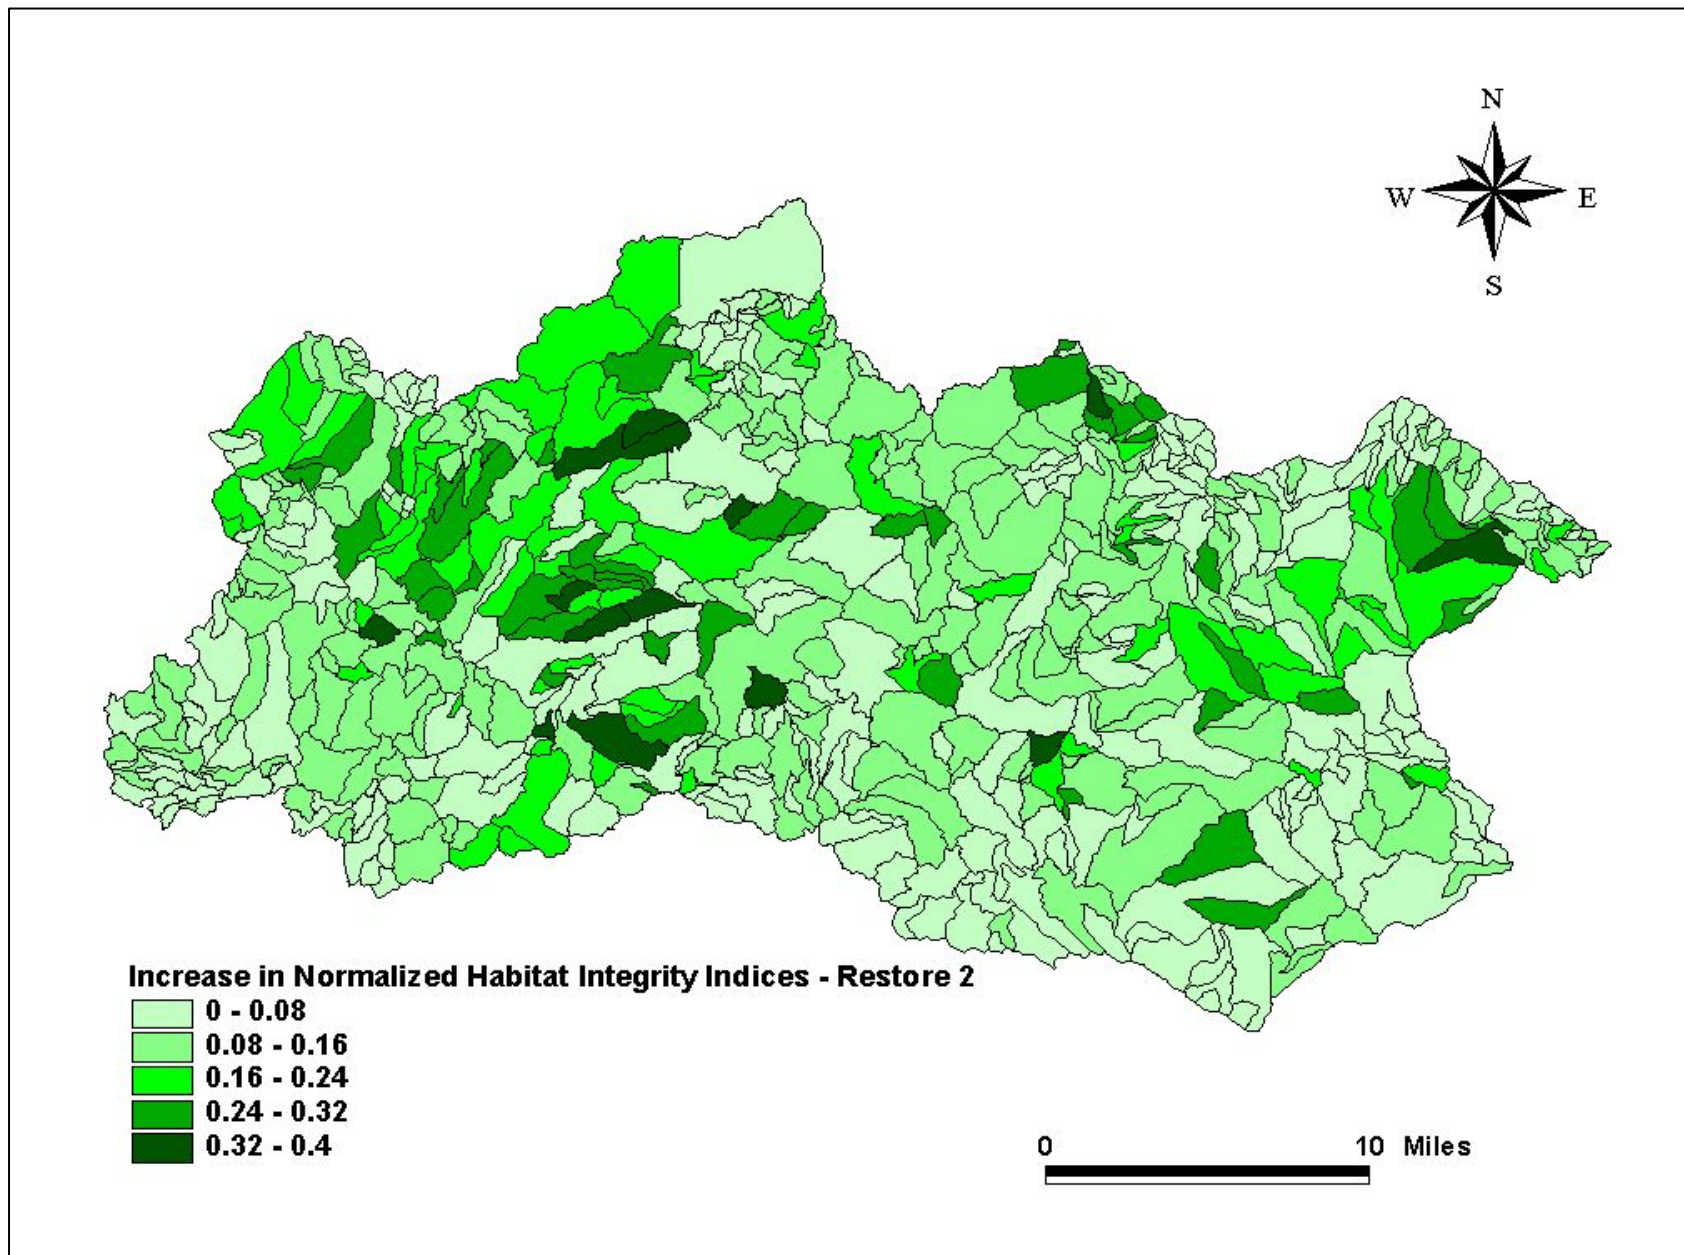 N
W E
S
Increase in Normalized Habitat Integrity Indices - Restore 2
0 - 0.08
0.08 - 0.16
0.16 - 0.24
0.24 - 0.32
0.32 - 0.4
0 10 Miles